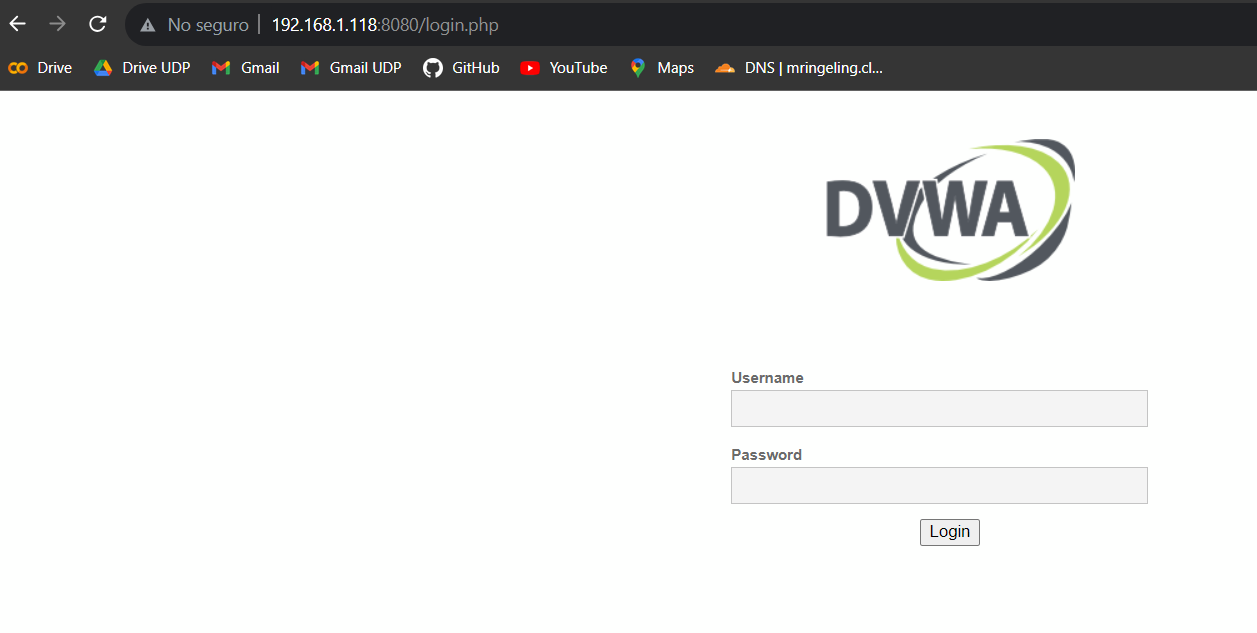 No seguro | 192.168.1.118:8080/login.php
Drive Drive UDP Gmail Gmail UDP GitHub YouTube Maps DNS | mringeling.cl...
DVWA
Username
Password
Login